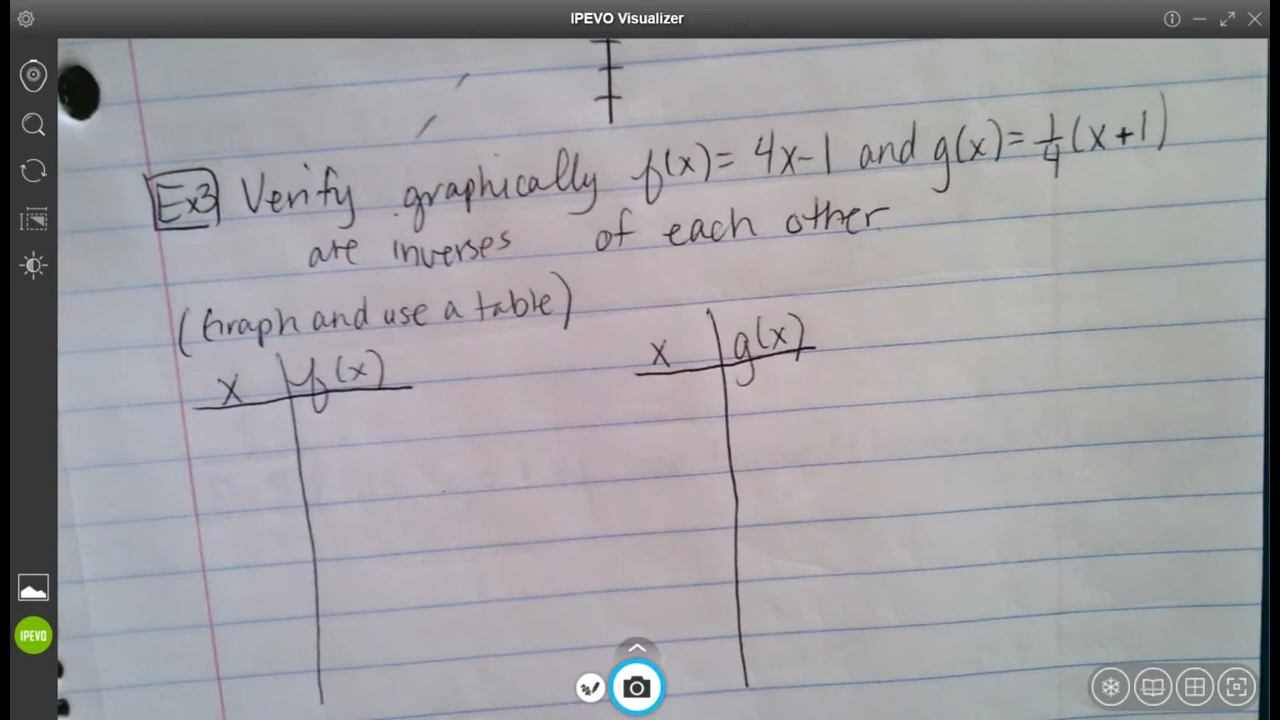 IPEVO Visualizer
Ex3 Verify graphically f(x) = 4x-1 and g(x) = 1/4 (x+1)
are inverses of each other.
(Graph and use a table)
x f(x) x g(x)
IPEVO